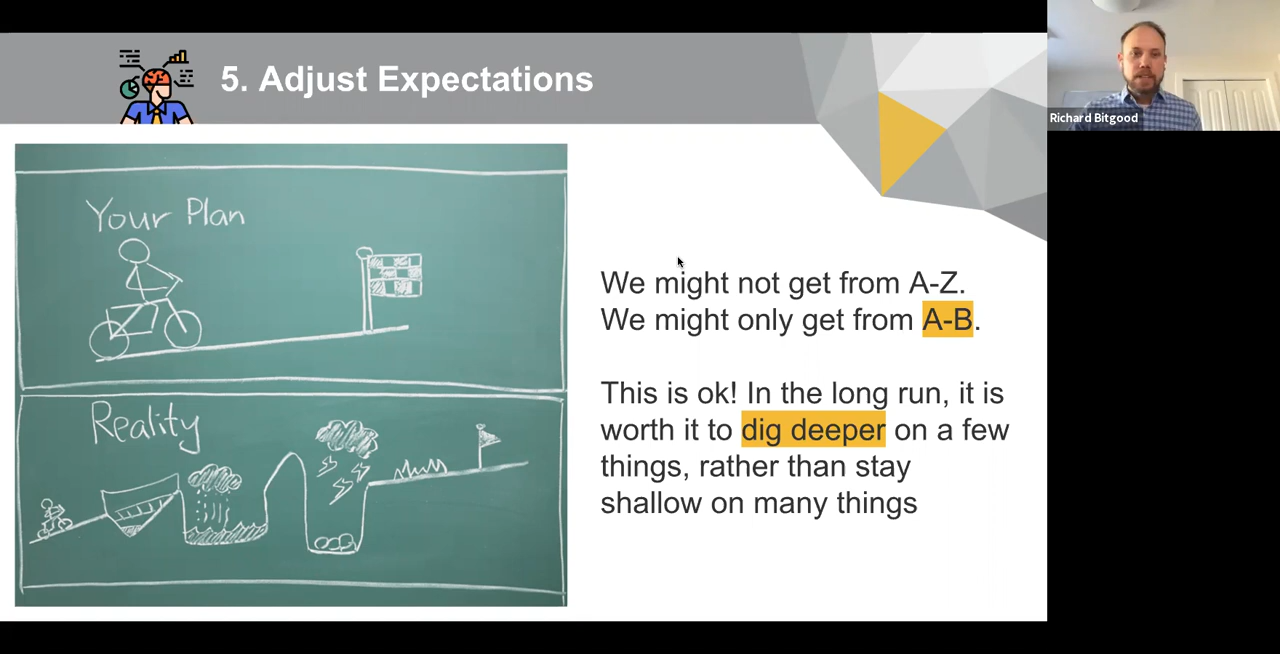 5. Adjust Expectations
Richard Bitgood
Your Plan
Reality
We might not get from A-Z.
We might only get from A-B.
This is ok! In the long run, it is
worth it to dig deeper on a few
things, rather than stay
shallow on many things